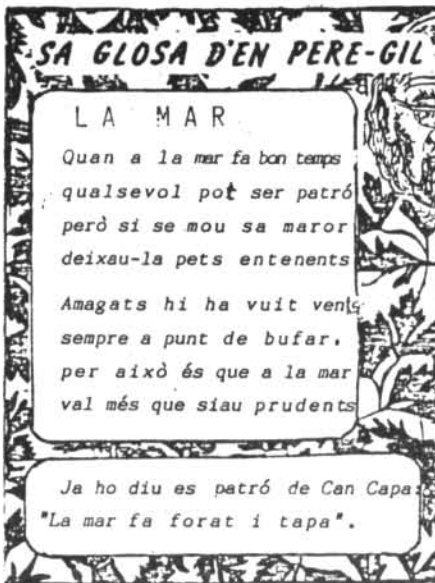 SA GLOSA D'EN PERE-GIL
LA MAR
Quan a la mar fa bon temps
qualsevol pot ser patró
però si se mou sa maror
deixau-la pets entenents
Amagats hi ha vuit vents
sempre a punt de bufar.
per això és que a la mar
val més que siau prudents
Ja ho diu es patró de Can Capa:
"La mar fa forat i tapa".